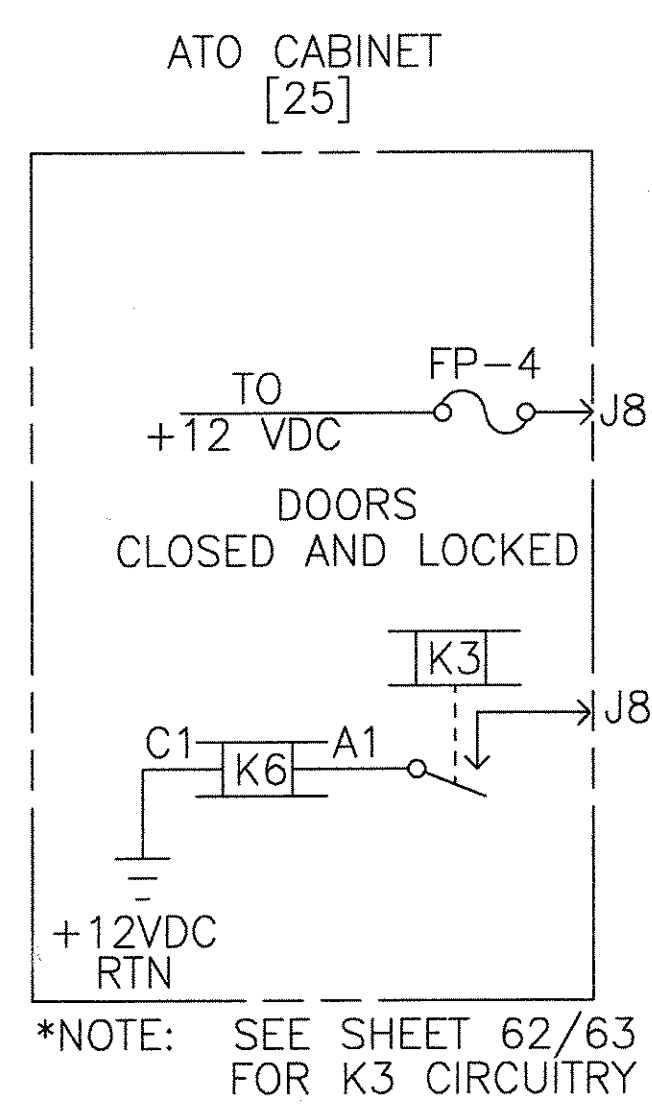 ATO CABINET
[25]
FP-4
TO
J8
+12 VDC
DOORS
CLOSED AND LOCKED
K3
J8
C1
K6
A1
+12VDC
RTN
*NOTE: SEE SHEET 62/63
FOR K3 CIRCUITRY